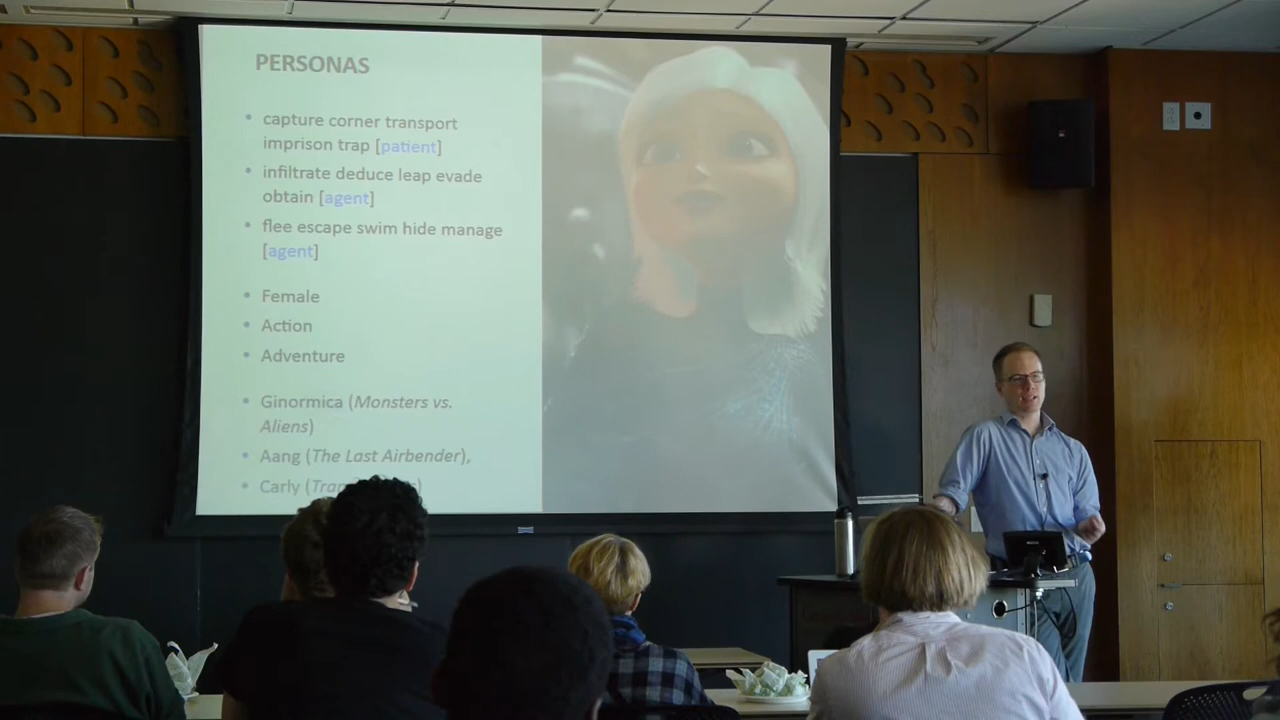 PERSONAS
• capture corner transport
imprison trap [patient]
• infiltrate deduce leap evade
obtain [agent]
• flee escape swim hide manage
[agent]
• Female
• Action
• Adventure
• Ginormica (Monsters vs.
Aliens)
• Aang (The Last Airbender),
• Carly (